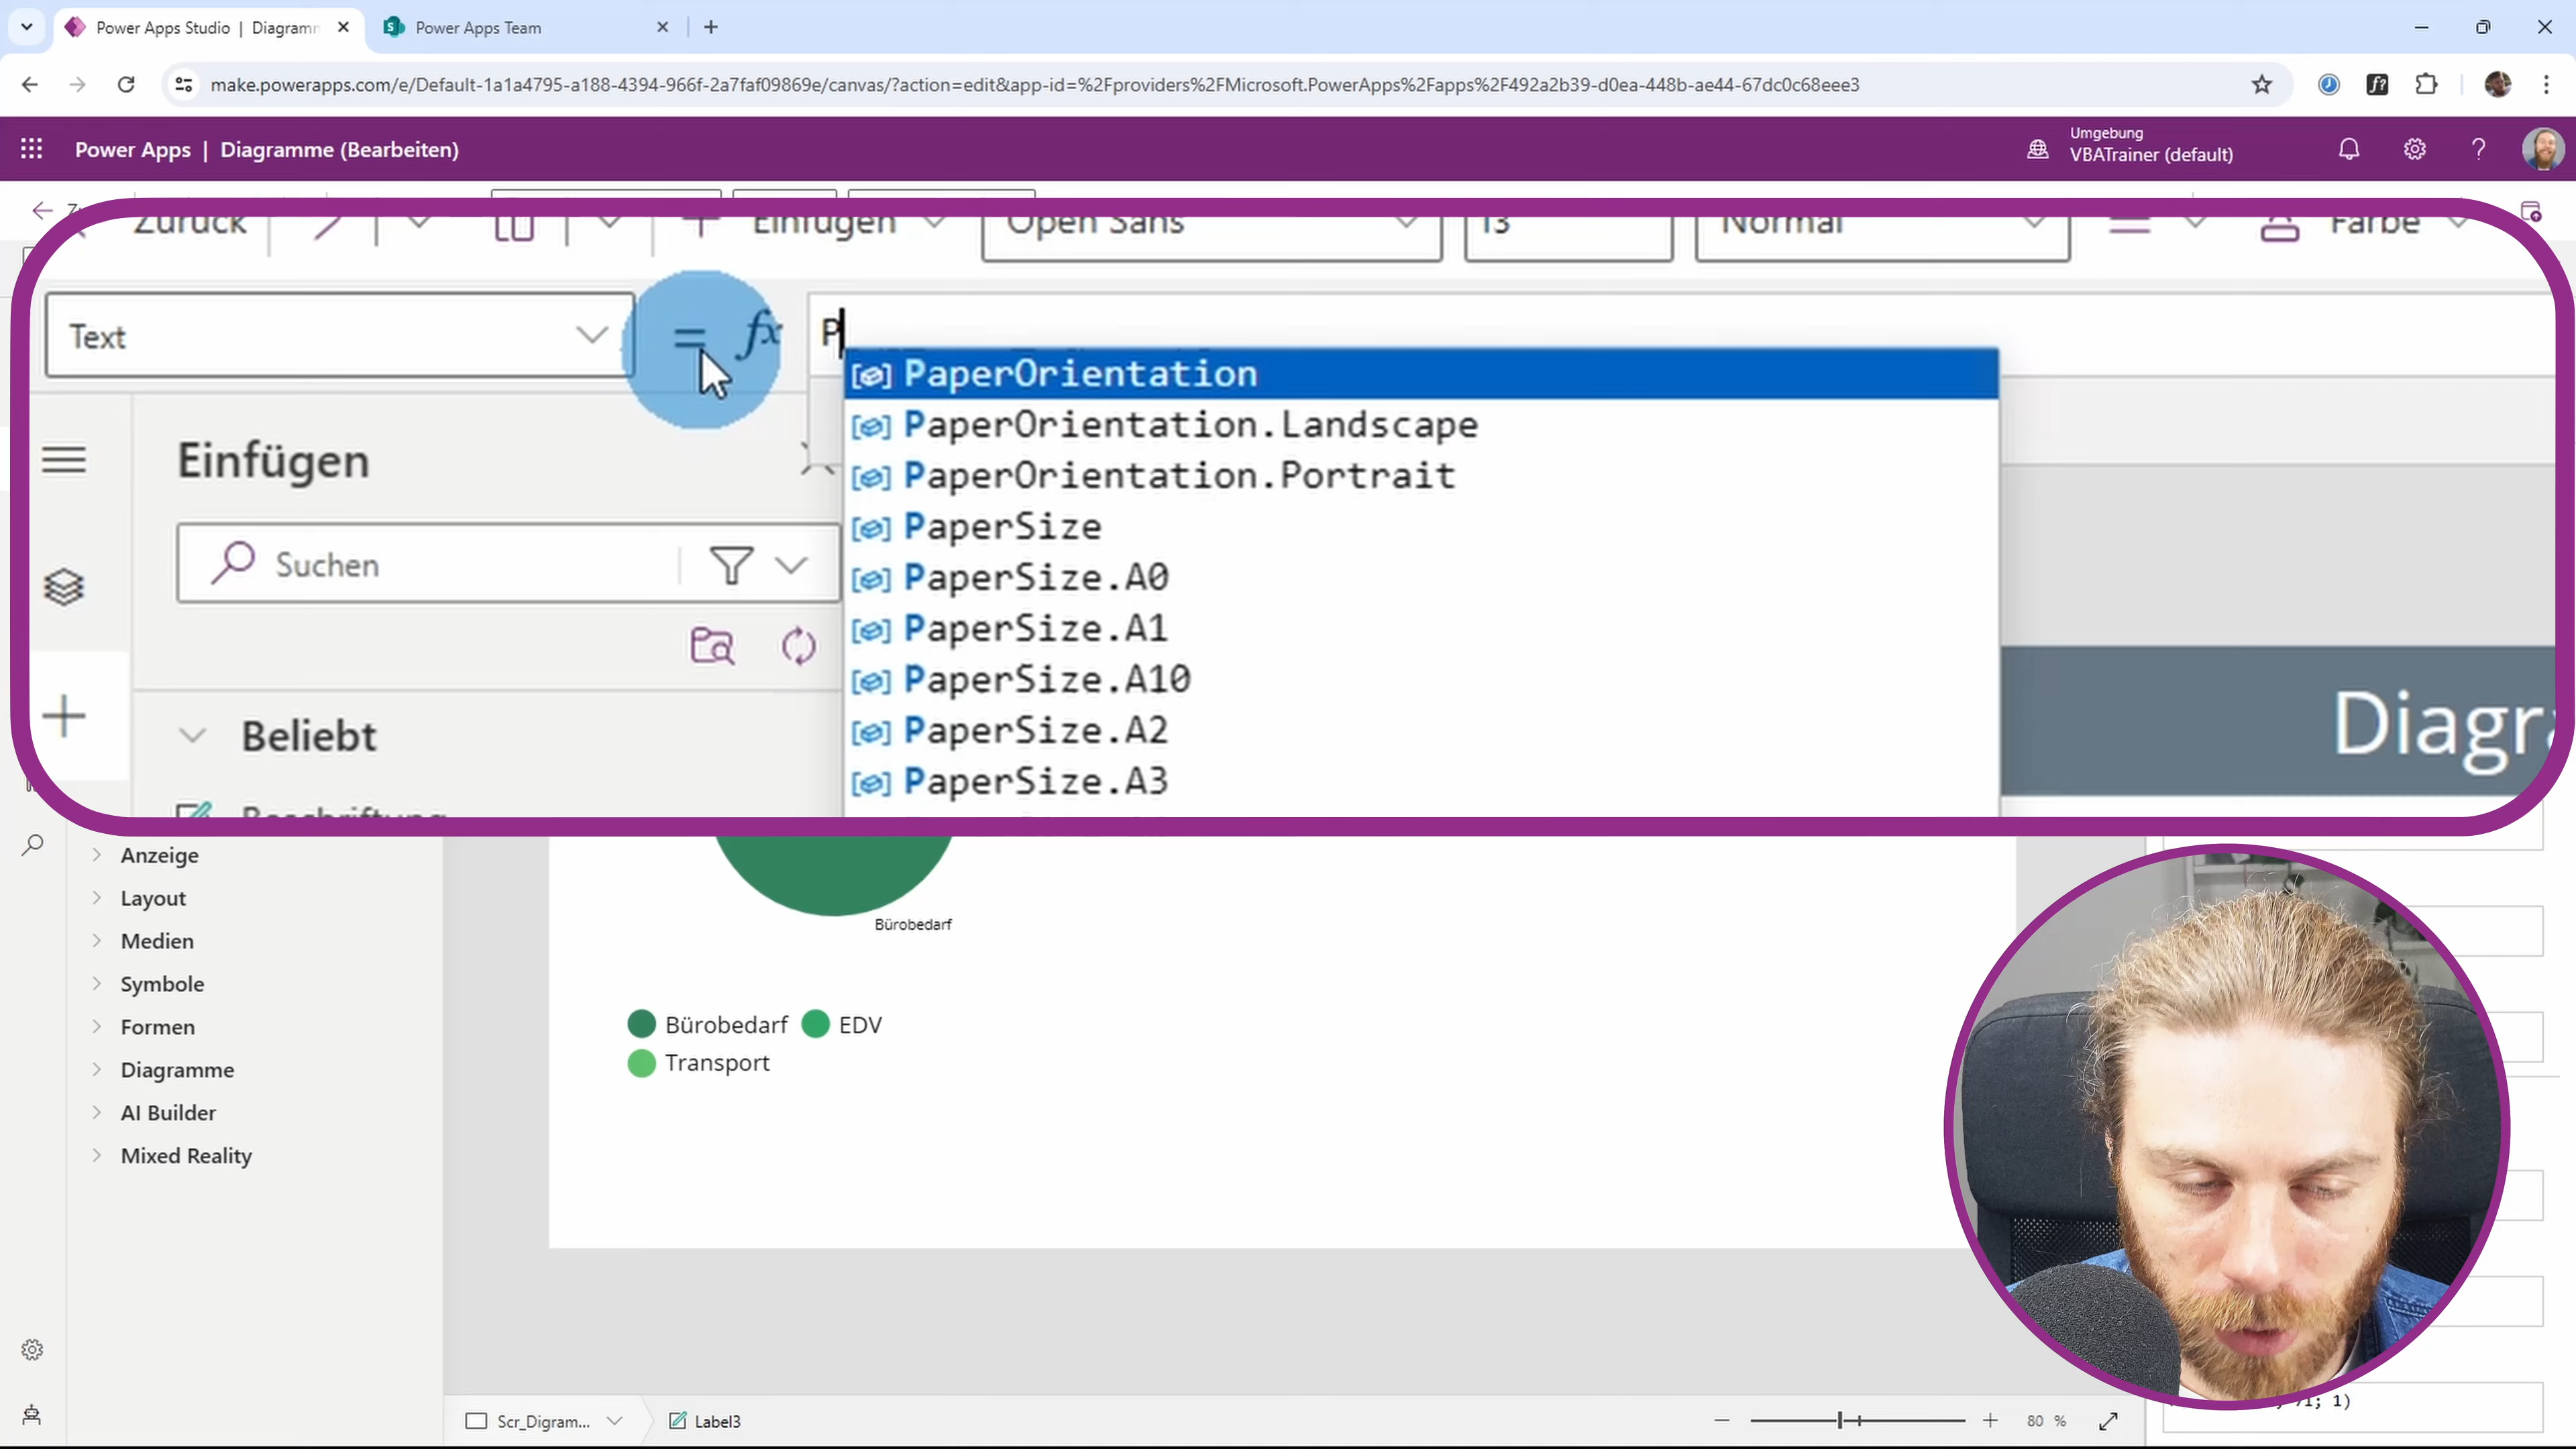 Power Apps Studio | Diagramm
Power Apps Team
make.powerapps.com/e/Default-1a1a4795-a188-4394-966f-2a7faf09869e/canvas/?action=edit&app-id=%2Fproviders%2FMicrosoft.PowerApps%2Fapps%2F492a2b39-d0ea-448b-ae44-67dc0c68eee3
Power Apps | Diagramme (Bearbeiten)
Umgebung
VBATrainer (default)
Zurück
Einfügen
Open Sans
13
Normal
Farbe
Text
= fx
P
PaperOrientation
PaperOrientation.Landscape
PaperOrientation.Portrait
PaperSize
PaperSize.A0
PaperSize.A1
PaperSize.A10
PaperSize.A2
PaperSize.A3
Einfügen
Suchen
Beliebt
Beschriftung
Diagra
Anzeige
Layout
Medien
Symbole
Formen
Diagramme
AI Builder
Mixed Reality
Bürobedarf
Bürobedarf
EDV
Transport
Scr_Digram...
Label3
80 %
71; 1)